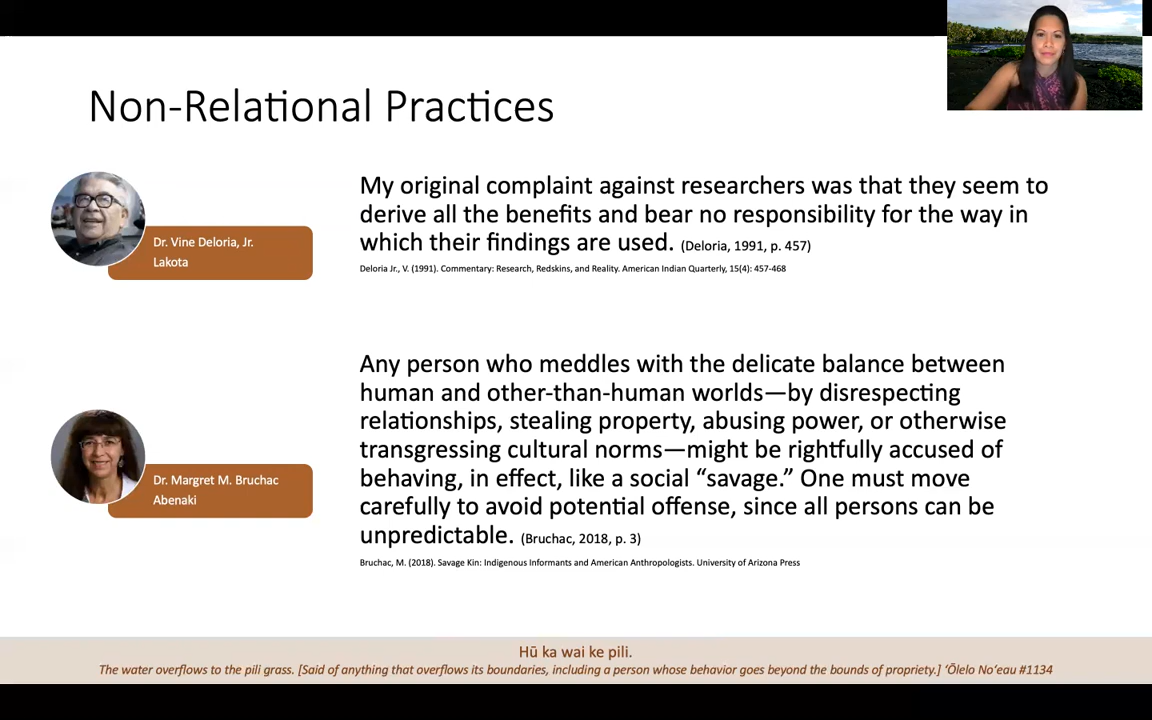 Non-Relational Practices
Dr. Vine Deloria, Jr.
Lakota
My original complaint against researchers was that they seem to
derive all the benefits and bear no responsibility for the way in
which their findings are used. (Deloria, 1991, p. 457)
Deloria Jr., V. (1991). Commentary: Research, Redskins, and Reality. American Indian Quarterly, 15(4): 457-468
Dr. Margret M. Bruchac
Abenaki
Any person who meddles with the delicate balance between
human and other-than-human worlds—by disrespecting
relationships, stealing property, abusing power, or otherwise
transgressing cultural norms—might be rightfully accused of
behaving, in effect, like a social “savage.” One must move
carefully to avoid potential offense, since all persons can be
unpredictable. (Bruchac, 2018, p. 3)
Bruchac, M. (2018). Savage Kin: Indigenous Informants and American Anthropologists. University of Arizona Press
Hū ka wai ke pili.
The water overflows to the pili grass. [Said of anything that overflows its boundaries, including a person whose behavior goes beyond the bounds of propriety.] ‘Ōlelo No‘eau #1134